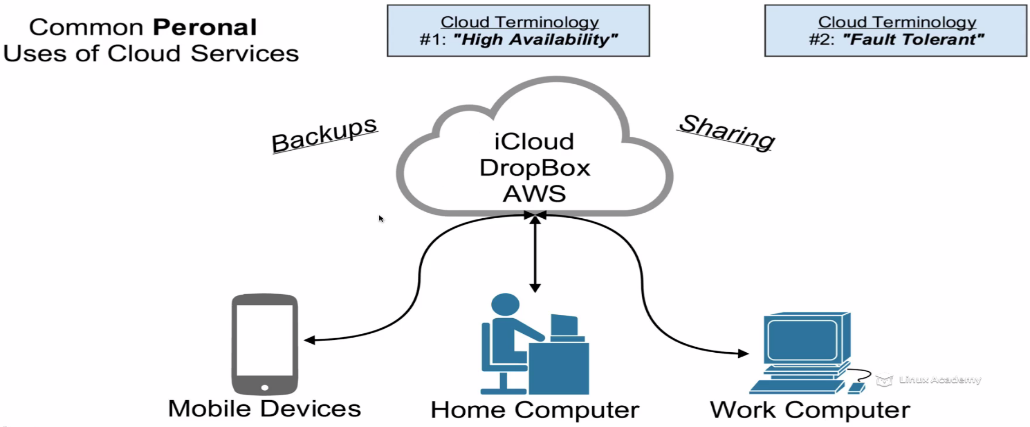 Common Peronal
Uses of Cloud Services
Cloud Terminology
#1: "High Availability"
Cloud Terminology
#2: "Fault Tolerant"
Backups
Sharing
iCloud
DropBox
AWS
Linux Academy
Mobile Devices
Home Computer
Work Computer